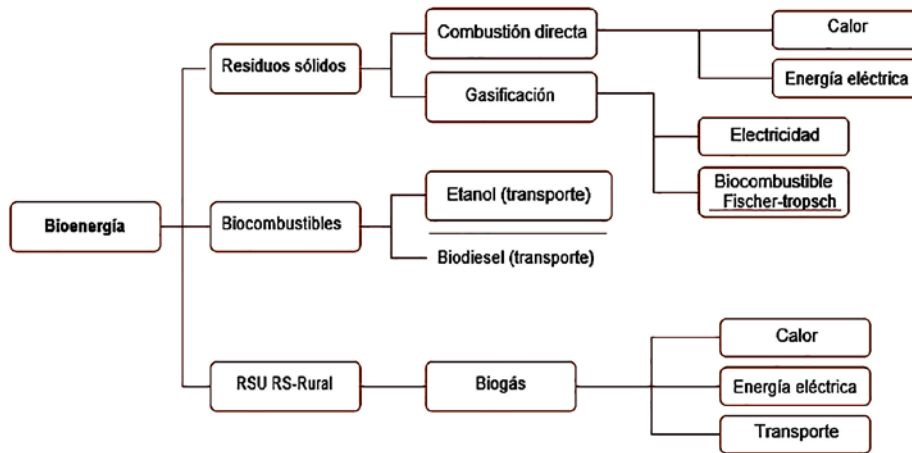 Bioenergía
Residuos sólidos
Combustión directa
Calor
Energía eléctrica
Gasificación
Electricidad
Biocombustible
Fischer-tropsch
Biocombustibles
Etanol (transporte)
Biodiesel (transporte)
RSU RS-Rural
Biogás
Calor
Energía eléctrica
Transporte